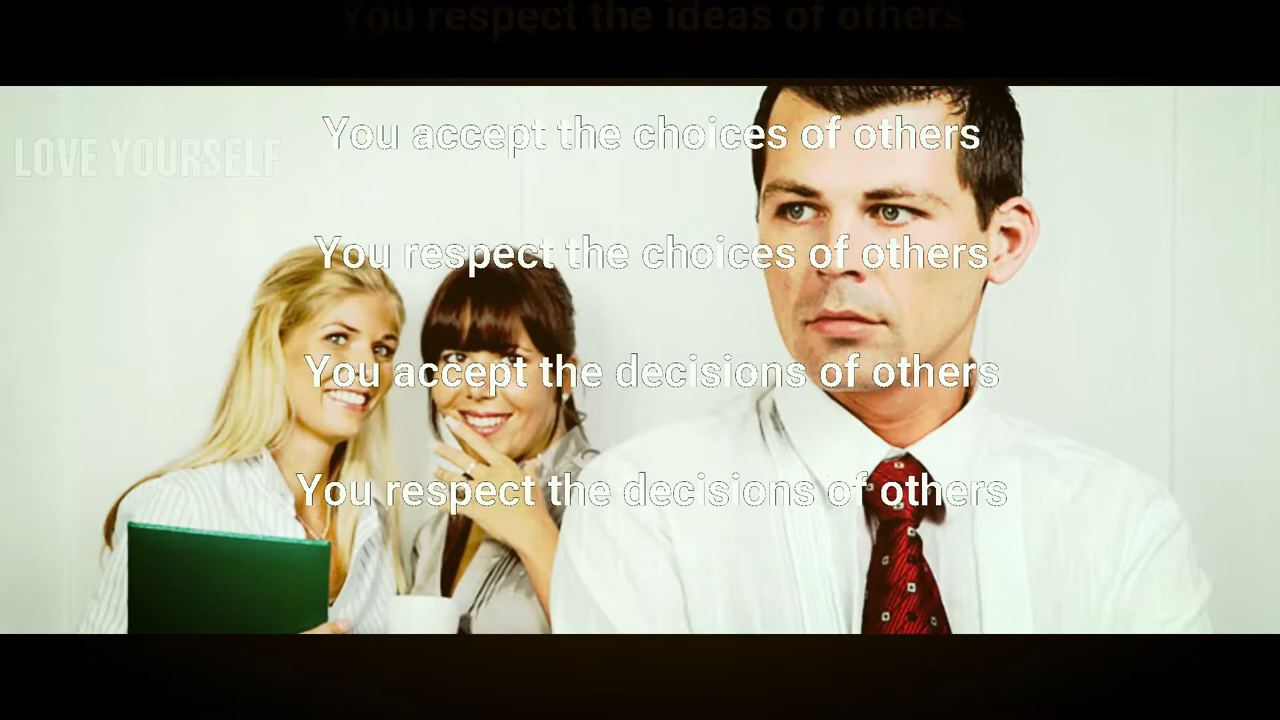 You respect the ideas of others
You accept the choices of others
LOVE YOURSELF
You respect the choices of others
You accept the decisions of others
You respect the decisions of others